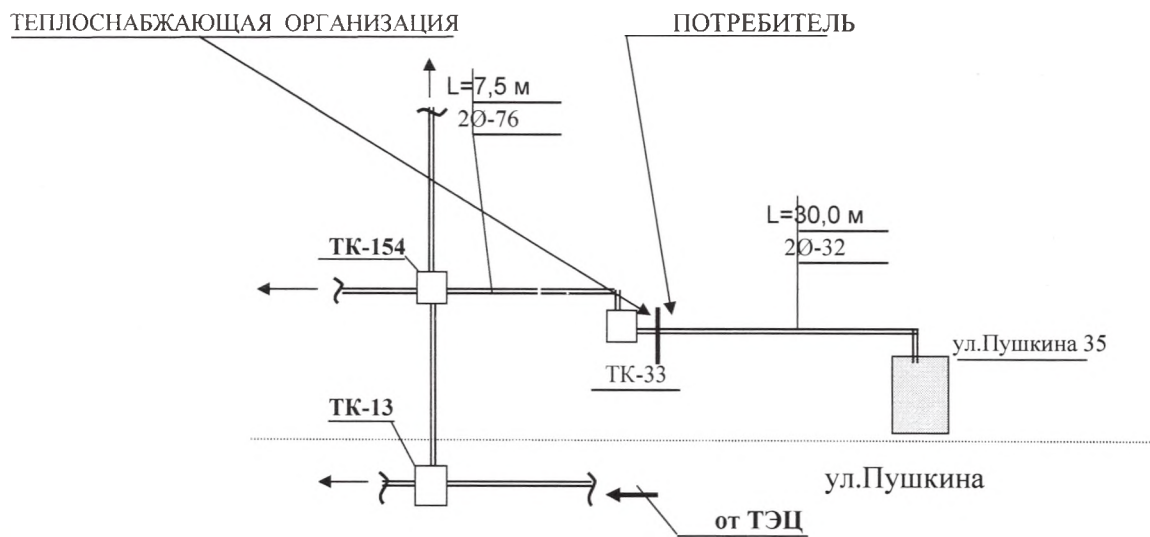 ТЕПЛОСНАБЖАЮЩАЯ ОРГАНИЗАЦИЯ
ПОТРЕБИТЕЛЬ
L=7,5 м
2Ø-76
L=30,0 м
2Ø-32
ТК-154
ул.Пушкина 35
ТК-33
ТК-13
ул.Пушкина
от ТЭЦ